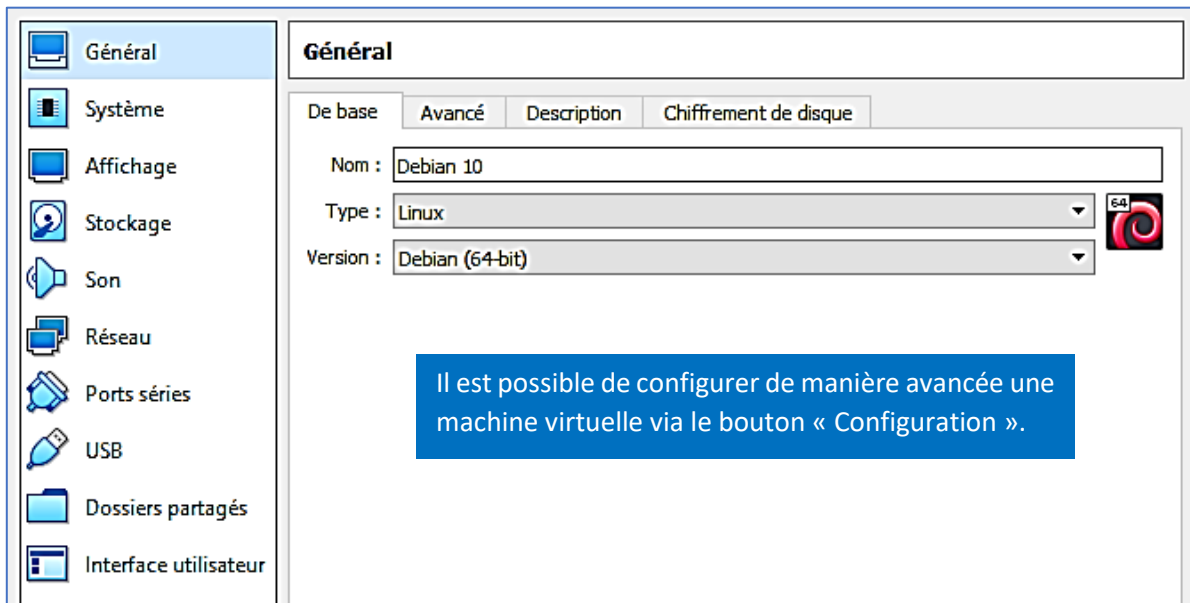 Général
Système
Affichage
Stockage
Son
Réseau
Ports séries
USB
Dossiers partagés
Interface utilisateur
Général
De base Avancé Description Chiffrement de disque
Nom : Debian 10
Type : Linux
64
Version : Debian (64-bit)
Il est possible de configurer de manière avancée une
machine virtuelle via le bouton « Configuration ».